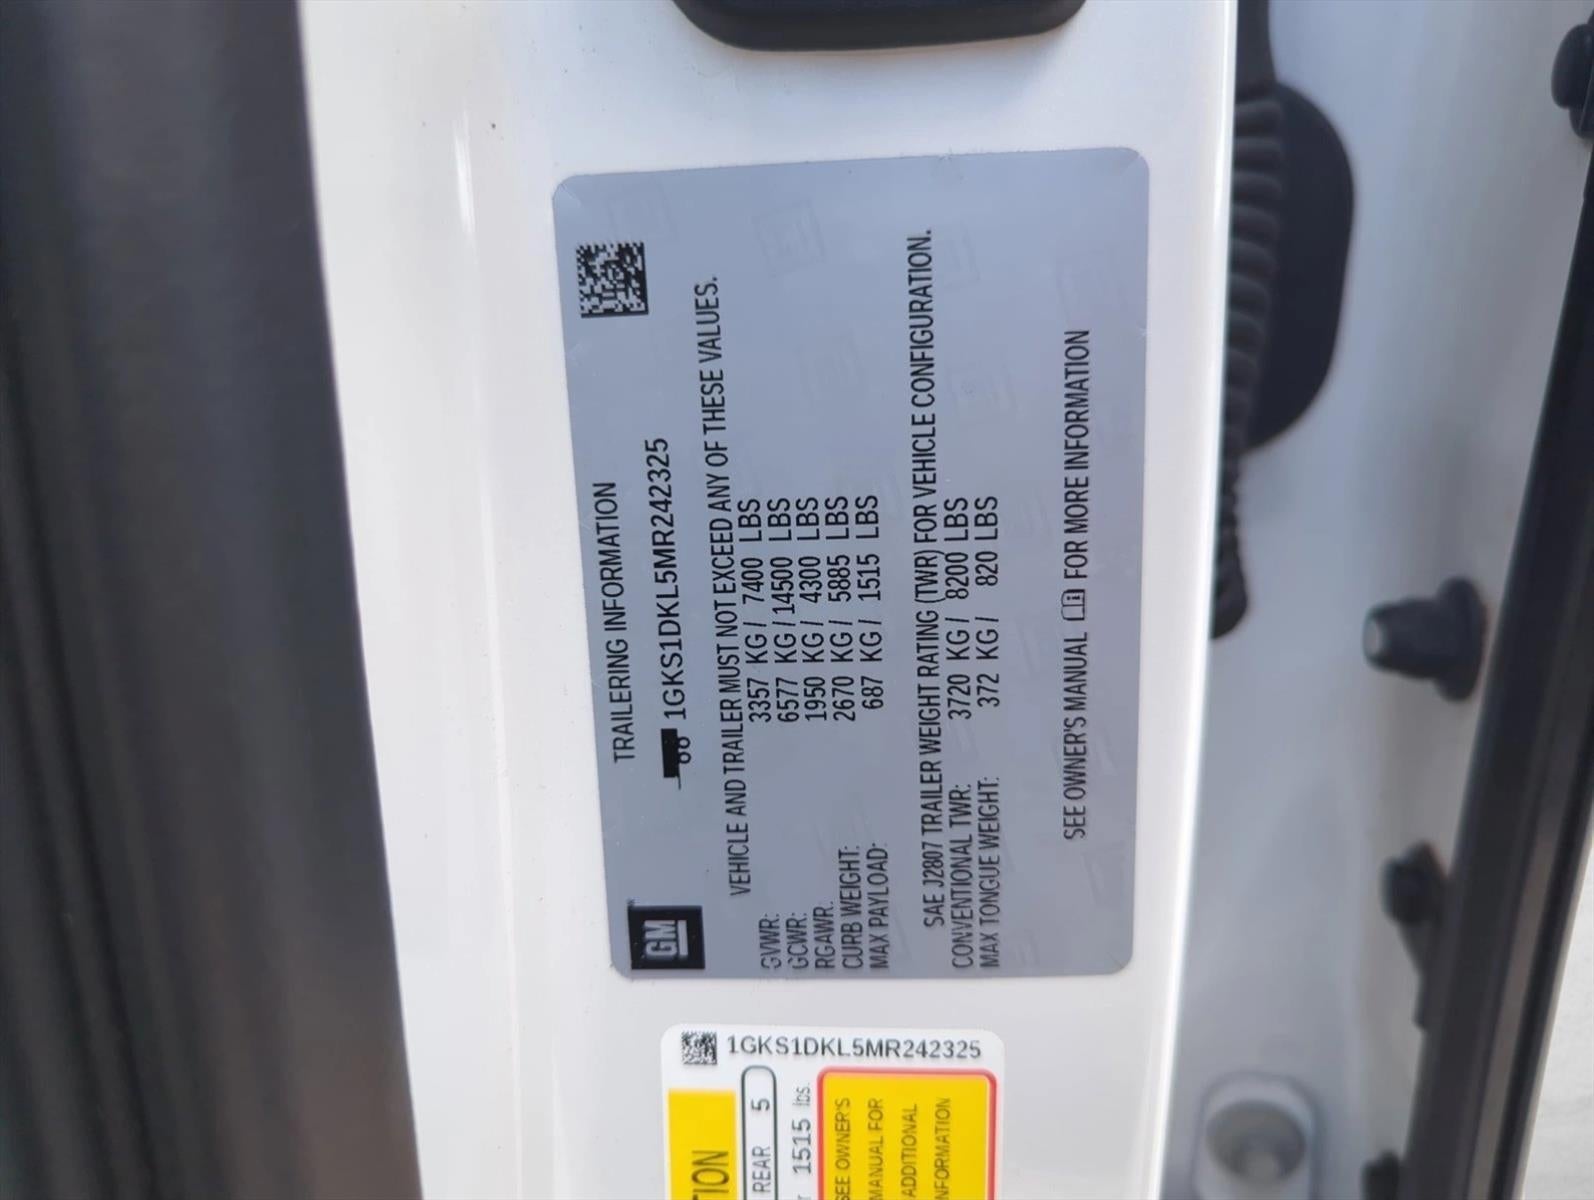 TRAILERING INFORMATION
GM
1GKS1DKL5MR242325
VEHICLE AND TRAILER MUST NOT EXCEED ANY OF THESE VALUES.
GVWR: 3357 KG / 7400 LBS
GCWR: 6577 KG / 14500 LBS
RGAWR: 1950 KG / 4300 LBS
CURB WEIGHT: 2670 KG / 5885 LBS
MAX PAYLOAD: 687 KG / 1515 LBS
SAE J2807 TRAILER WEIGHT RATING (TWR) FOR VEHICLE CONFIGURATION.
CONVENTIONAL TWR: 3720 KG / 8200 LBS
MAX TONGUE WEIGHT: 372 KG / 820 LBS
SEE OWNER'S MANUAL FOR MORE INFORMATION
1GKS1DKL5MR242325
TION
REAR 5
r 1515 lbs.
SEE OWNER'S
MANUAL FOR
ADDITIONAL
INFORMATION